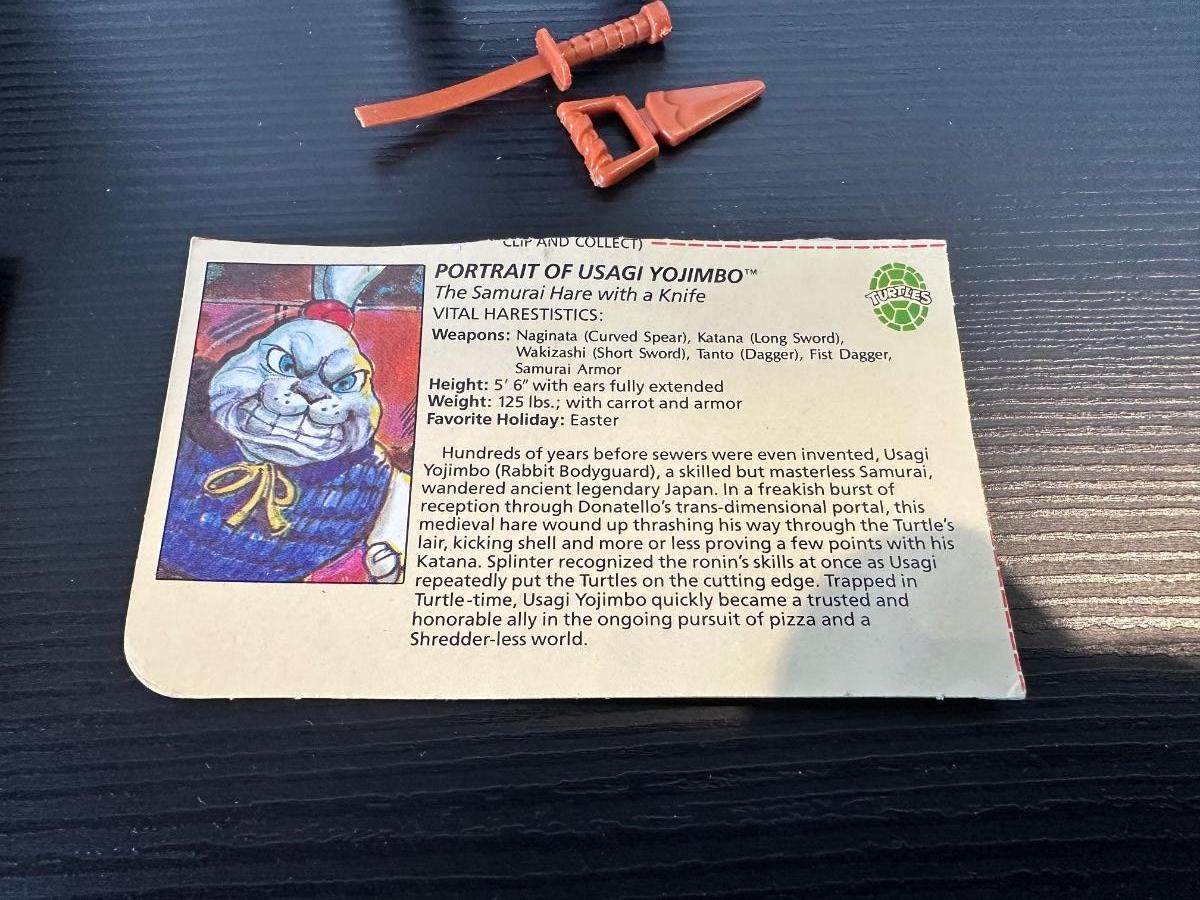 CLIP AND COLLECT)
PORTRAIT OF USAGI YOJIMBO™
The Samurai Hare with a Knife
TURTLES
VITAL HARESTISTICS:
Weapons: Naginata (Curved Spear), Katana (Long Sword),
Wakizashi (Short Sword), Tanto (Dagger), Fist Dagger,
Samurai Armor
Height: 5' 6" with ears fully extended
Weight: 125 lbs.; with carrot and armor
Favorite Holiday: Easter
Hundreds of years before sewers were even invented, Usagi
Yojimbo (Rabbit Bodyguard), a skilled but masterless Samurai,
wandered ancient legendary Japan. In a freakish burst of
reception through Donatello's trans-dimensional portal, this
medieval hare wound up thrashing his way through the Turtle's
lair, kicking shell and more or less proving a few points with his
Katana. Splinter recognized the ronin's skills at once as Usagi
repeatedly put the Turtles on the cutting edge. Trapped in
Turtle-time, Usagi Yojimbo quickly became a trusted and
honorable ally in the ongoing pursuit of pizza and a
Shredder-less world.